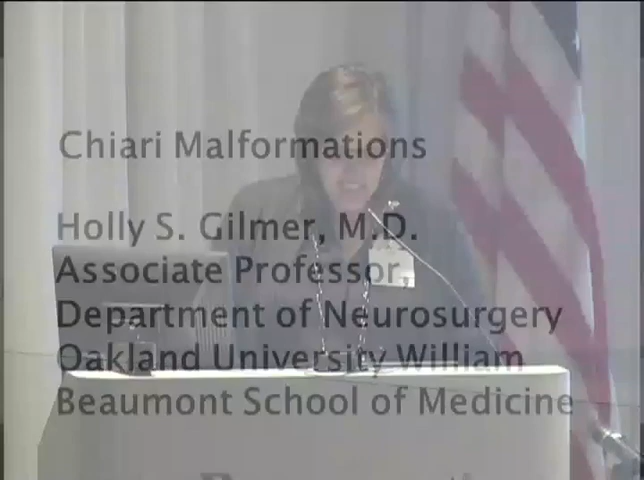 Chiari Malformations
Holly S. Gilmer, M.D.
Associate Professor,
Department of Neurosurgery
Oakland University William
Beaumont School of Medicine